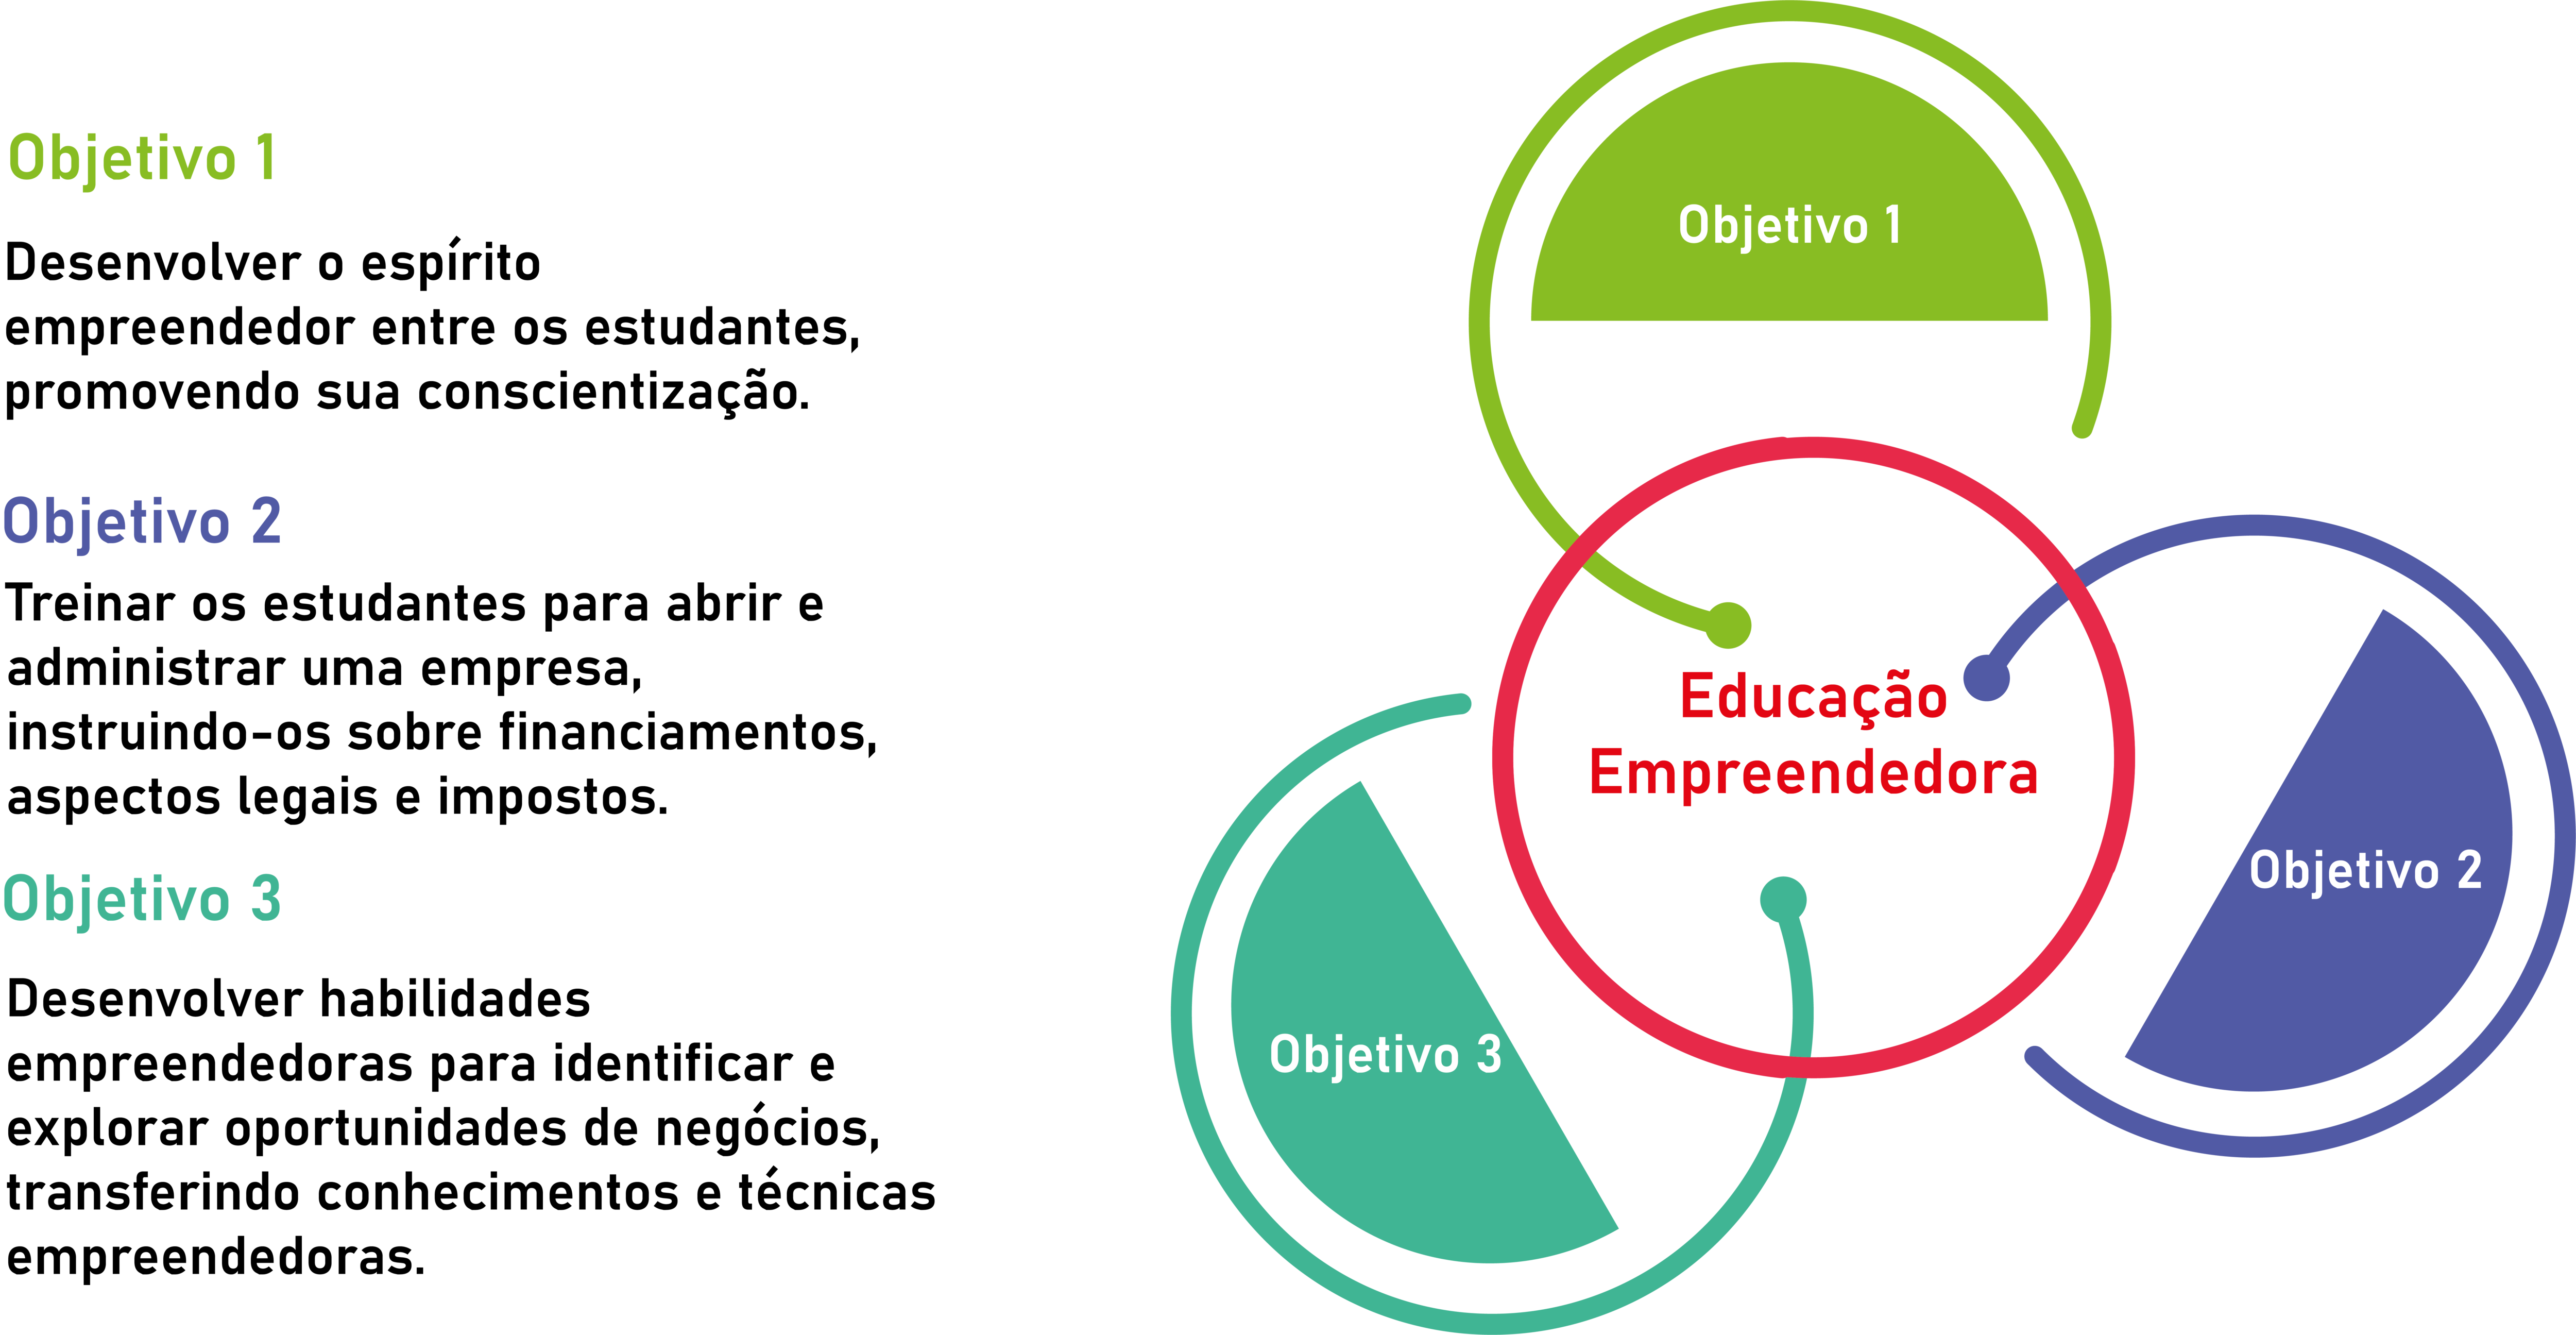 Objetivo 1
Desenvolver o espírito
empreendedor entre os estudantes,
promovendo sua conscientização.
Objetivo 2
Treinar os estudantes para abrir e
administrar uma empresa,
instruindo-os sobre financiamentos,
aspectos legais e impostos.
Objetivo 3
Desenvolver habilidades
empreendedoras para identificar e
explorar oportunidades de negócios,
transferindo conhecimentos e técnicas
empreendedoras.
Objetivo 1
Educação
Empreendedora
Objetivo 2
Objetivo 3